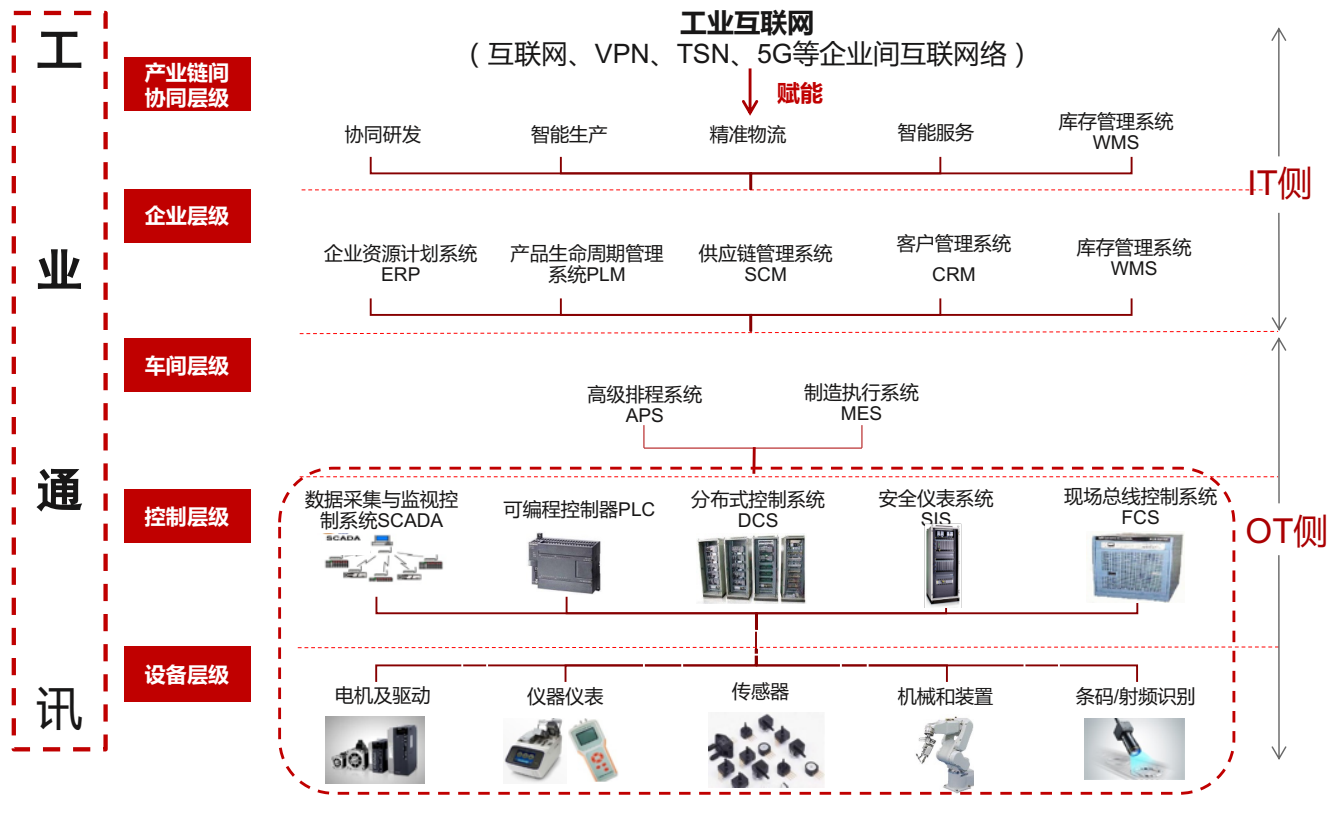 工业互联网
（互联网、VPN、TSN、5G等企业间互联网络）
赋能
工
业
通
讯
产业链间
协同层级
协同研发
智能生产
精准物流
智能服务
库存管理系统
WMS
IT侧
企业层级
企业资源计划系统
ERP
产品生命周期管理
系统PLM
供应链管理系统
SCM
客户管理系统
CRM
库存管理系统
WMS
车间层级
高级排程系统
APS
制造执行系统
MES
控制层级
数据采集与监视控
制系统SCADA
SCADA
可编程控制器PLC
分布式控制系统
DCS
安全仪表系统
SIS
现场总线控制系统
FCS
OT侧
设备层级
电机及驱动
仪器仪表
传感器
机械和装置
条码/射频识别